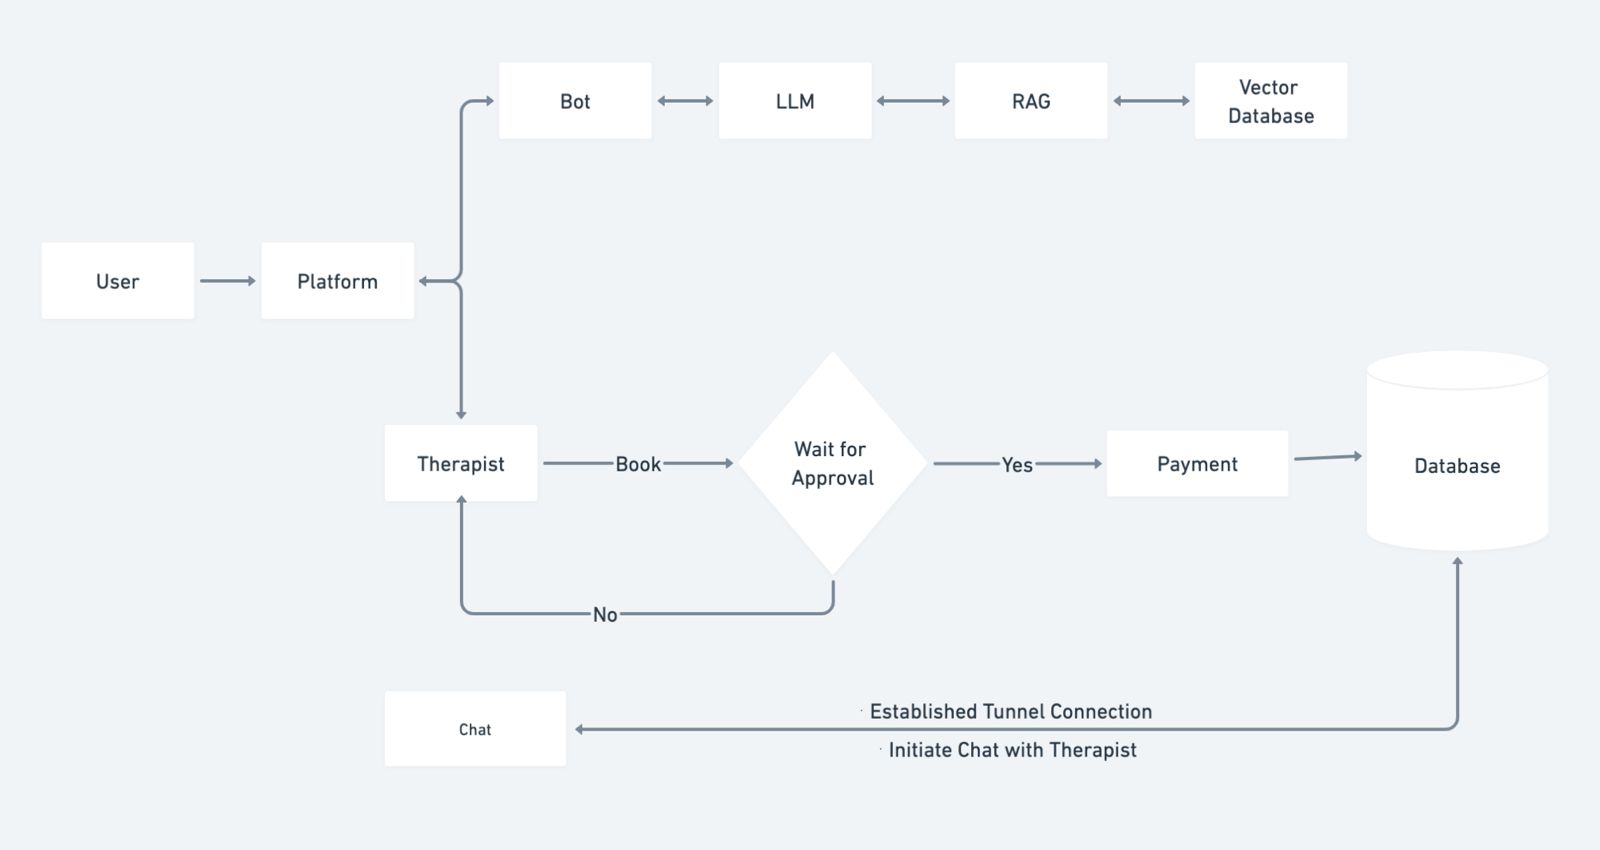 Bot
LLM
RAG
Vector
Database
User
Platform
Therapist
Book
Wait for
Approval
Yes
Payment
Database
No
Chat
· Established Tunnel Connection
· Initiate Chat with Therapist